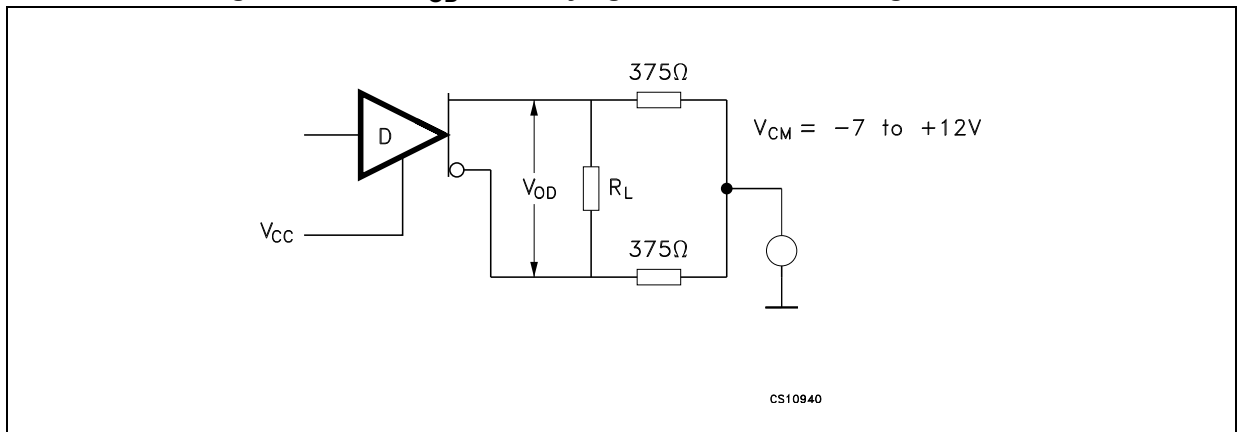 375Ω
V_CM = -7 to +12V
D
V_OD
R_L
V_CC
375Ω
CS10940